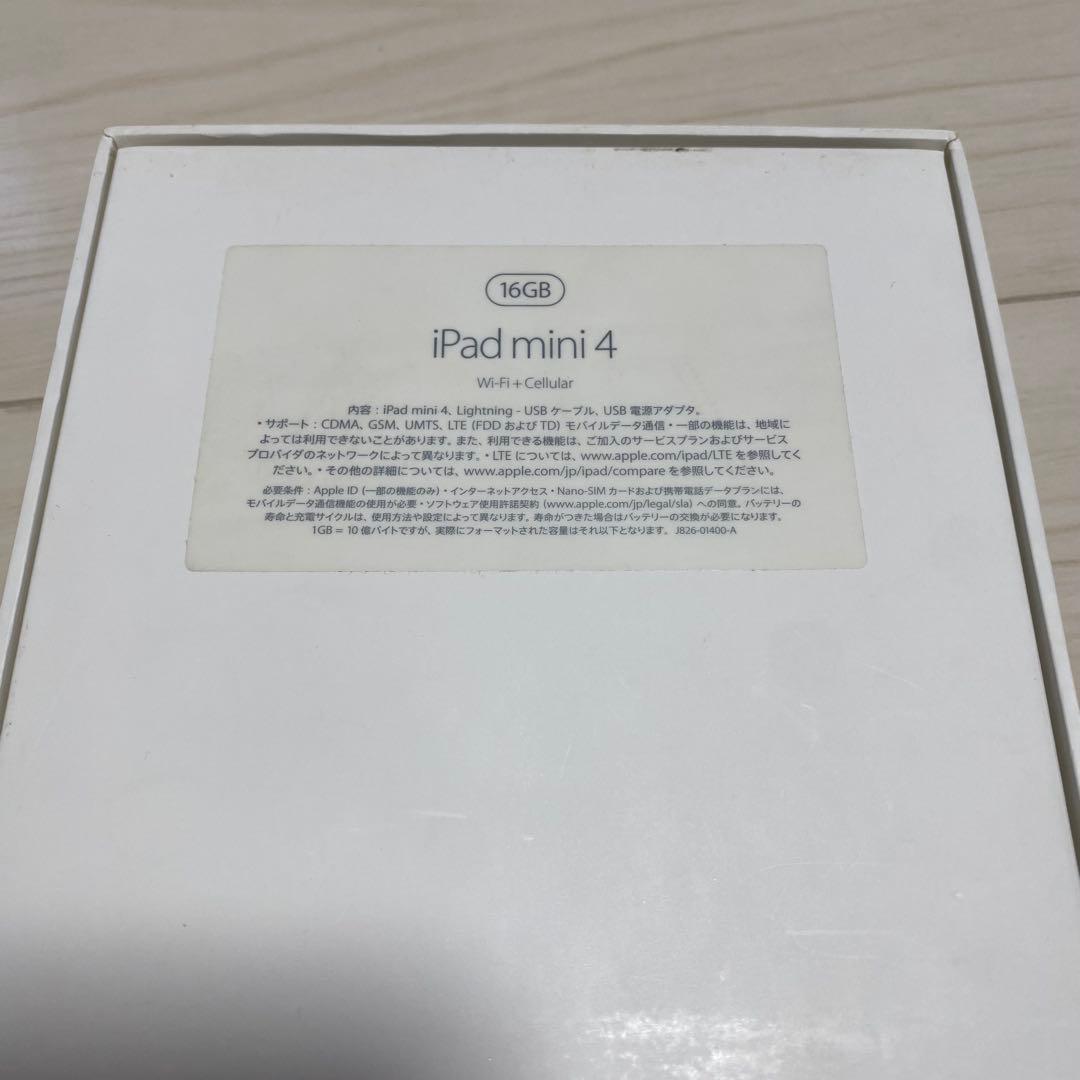 16GB
iPad mini 4
Wi-Fi + Cellular
内容：iPad mini 4、Lightning - USB ケーブル、USB 電源アダプタ。
・サポート：CDMA、GSM、UMTS、LTE (FDD および TD) モバイルデータ通信・一部の機能は、地域に
よっては利用できないことがあります。また、利用できる機能は、ご加入のサービスプランおよびサービス
プロバイダのネットワークによって異なります。・LTE については、www.apple.com/ipad/LTE を参照してく
ださい。・その他の詳細については、www.apple.com/jp/ipad/compare を参照してください。
必要条件：Apple ID (一部の機能のみ)・インターネットアクセス・Nano-SIM カードおよび携帯電話データプランには、
モバイルデータ通信機能の使用が必要・ソフトウェア使用許諾契約 (www.apple.com/jp/legal/sla) への同意。バッテリーの
寿命と充電サイクルは、使用方法や設定によって異なります。寿命がつきた場合はバッテリーの交換が必要になります。
1GB = 10 億バイトですが、実際にフォーマットされた容量はそれ以下となります。 J826-01400-A